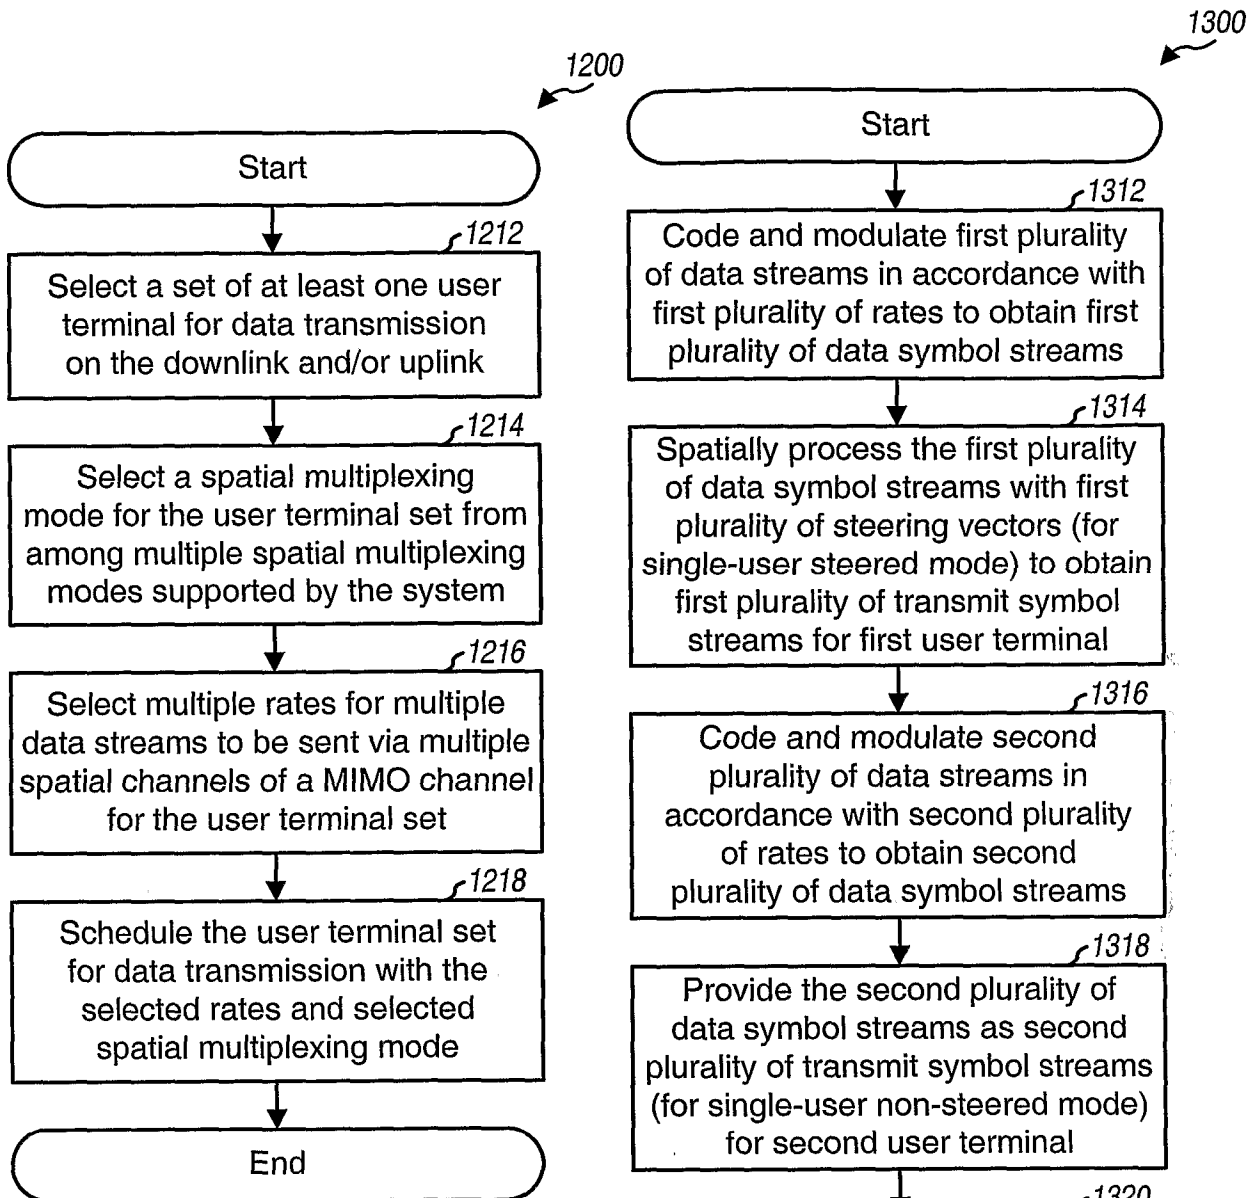 1200
Start
1212
Select a set of at least one user
terminal for data transmission
on the downlink and/or uplink
1214
Select a spatial multiplexing
mode for the user terminal set from
among multiple spatial multiplexing
modes supported by the system
1216
Select multiple rates for multiple
data streams to be sent via multiple
spatial channels of a MIMO channel
for the user terminal set
1218
Schedule the user terminal set
for data transmission with the
selected rates and selected
spatial multiplexing mode
End
1300
Start
1312
Code and modulate first plurality
of data streams in accordance with
first plurality of rates to obtain first
plurality of data symbol streams
1314
Spatially process the first plurality
of data symbol streams with first
plurality of steering vectors (for
single-user steered mode) to obtain
first plurality of transmit symbol
streams for first user terminal
1316
Code and modulate second
plurality of data streams in
accordance with second plurality
of rates to obtain second
plurality of data symbol streams
1318
Provide the second plurality of
data symbol streams as second
plurality of transmit symbol streams
(for single-user non-steered mode)
for second user terminal
1320